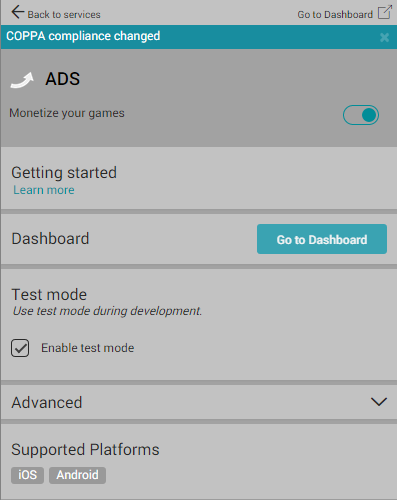 Back to services
Go to Dashboard
COPPA compliance changed
ADS
Monetize your games
Getting started
Learn more
Dashboard
Go to Dashboard
Test mode
Use test mode during development.
Enable test mode
Advanced
Supported Platforms
iOS Android